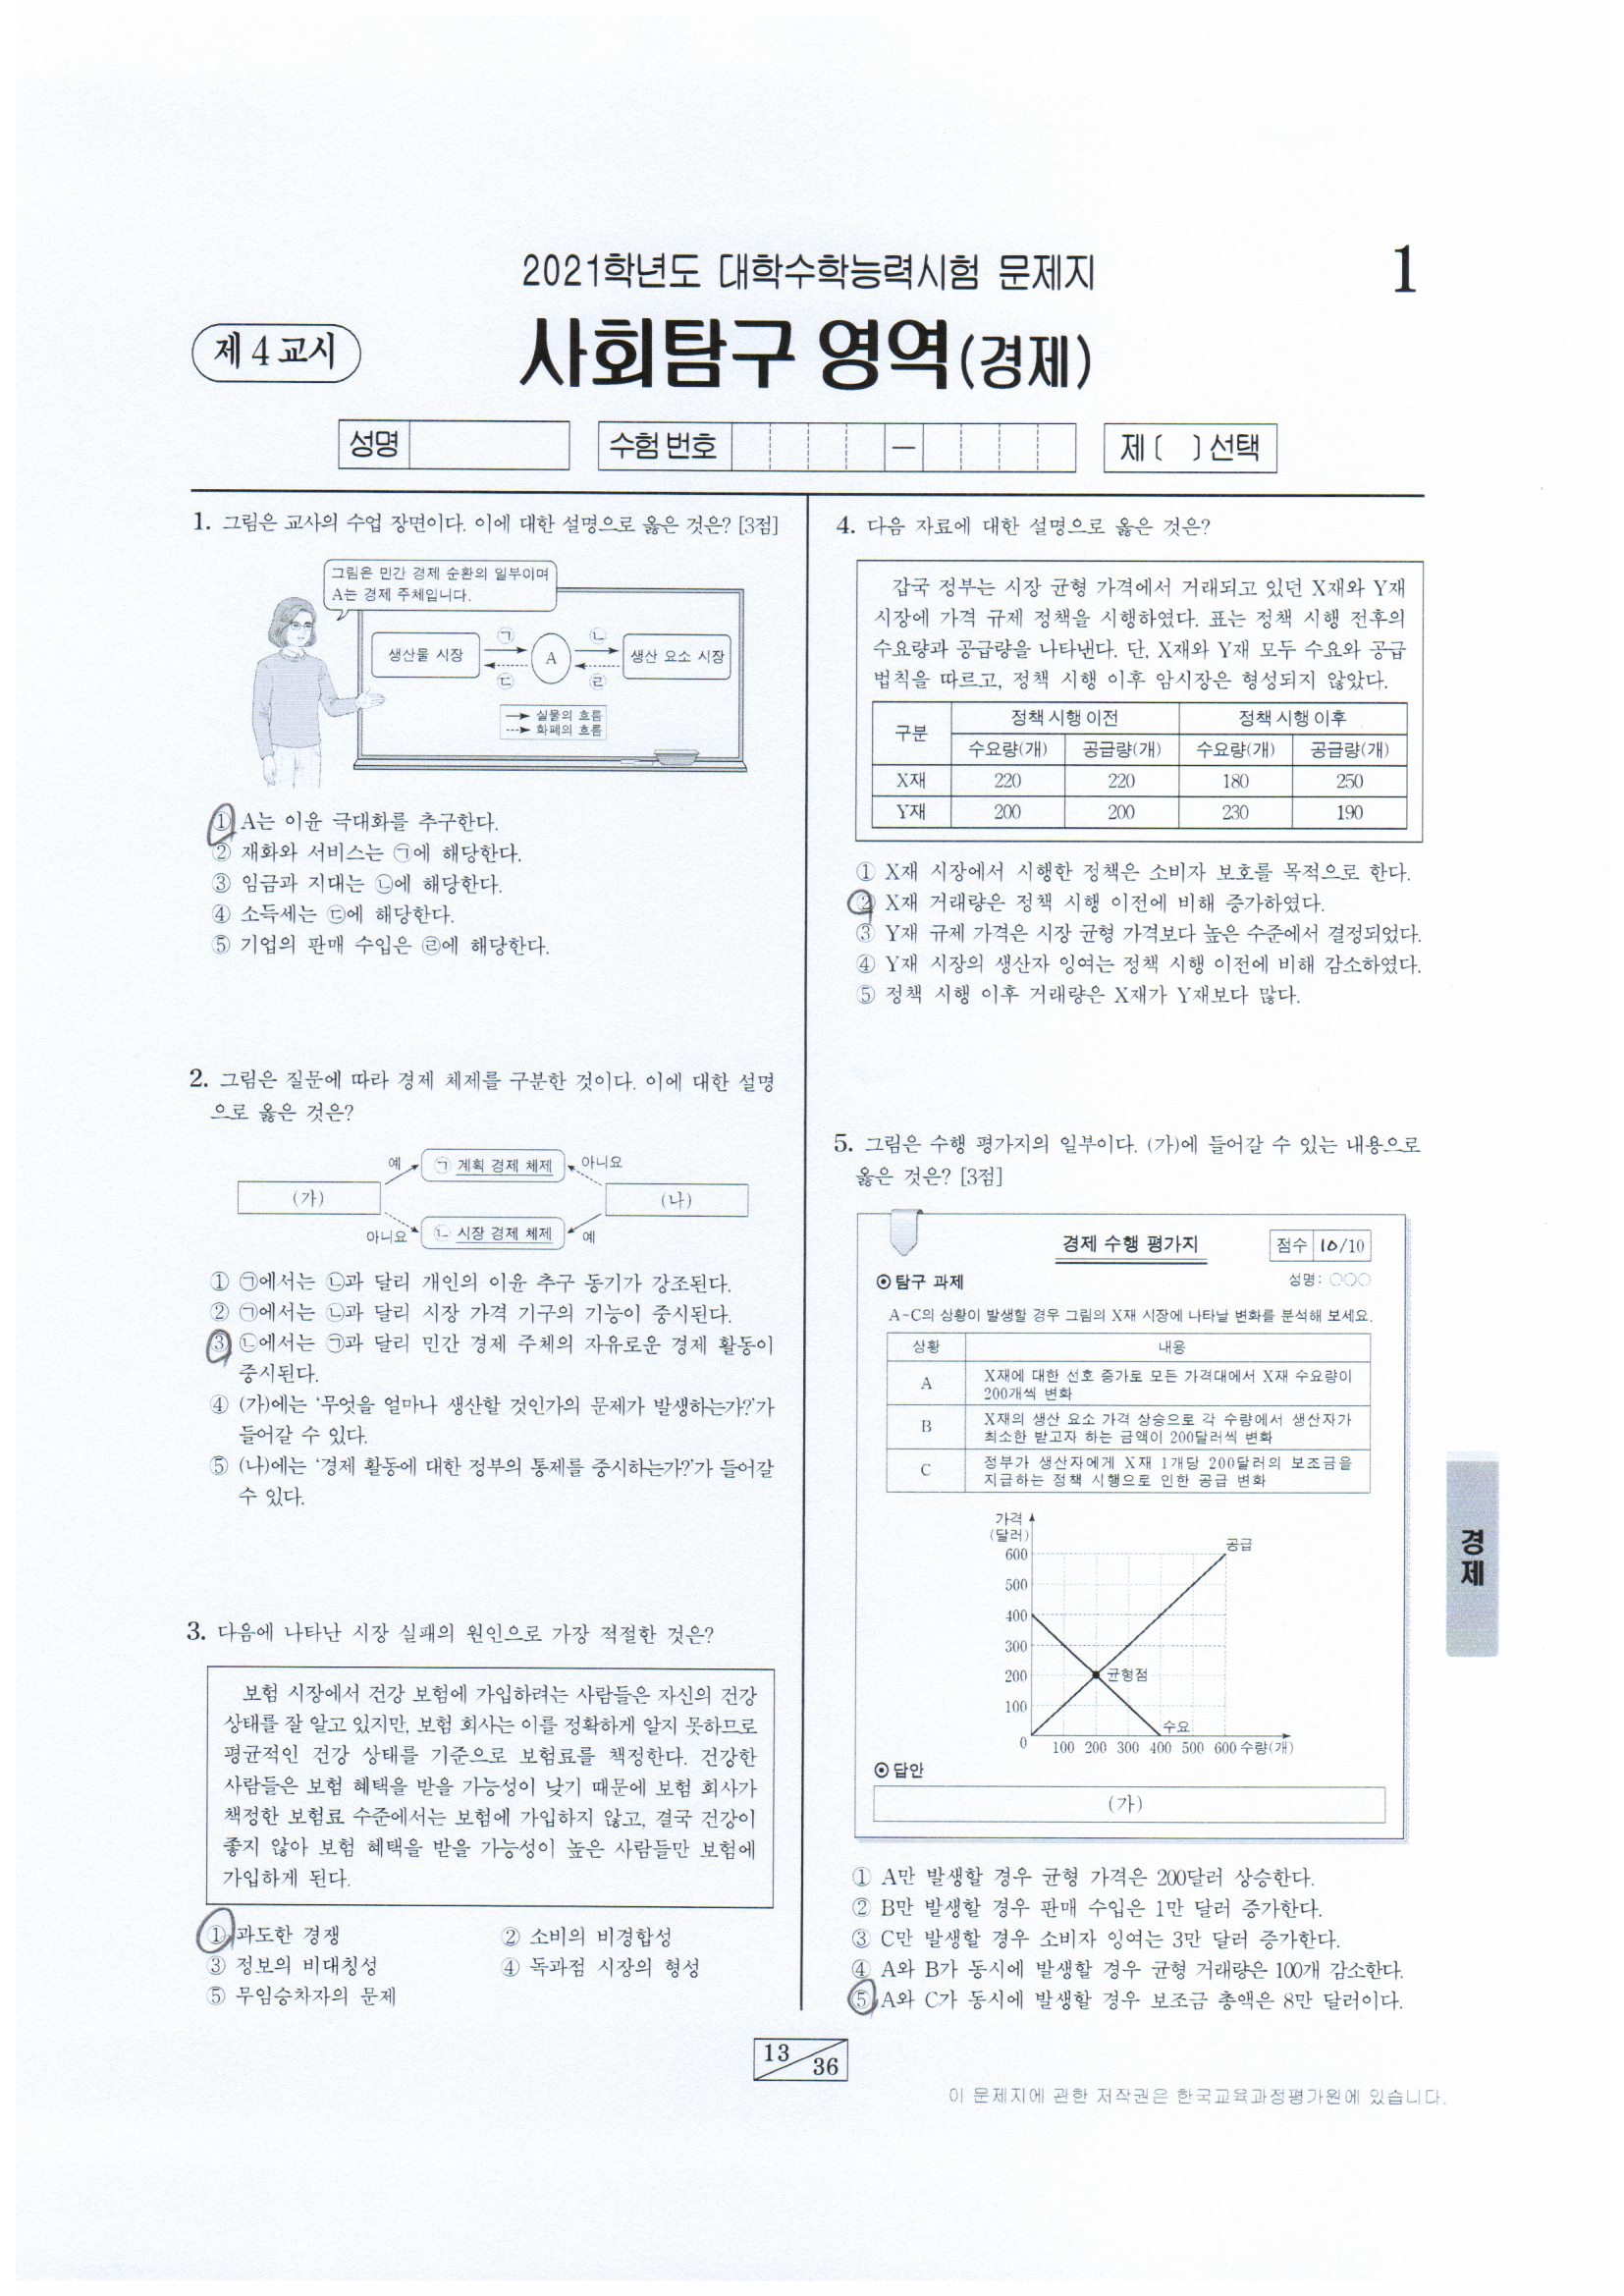 2021학년도 대학수학능력시험 문제지
1
제 4 교시
사회탐구 영역(경제)
성명
수험 번호
—
제 ( ) 선택
1. 그림은 교사의 수업 장면이다. 이에 대한 설명으로 옳은 것은? [3점]
그림은 민간 경제 순환의 일부이며
A는 경제 주체입니다.
생산물 시장
㉠
㉢
A
㉡
㉣
생산 요소 시장
실물의 흐름
화폐의 흐름
① A는 이윤 극대화를 추구한다.
② 재화와 서비스는 ㉠에 해당한다.
③ 임금과 지대는 ㉡에 해당한다.
④ 소득세는 ㉢에 해당한다.
⑤ 기업의 판매 수입은 ㉣에 해당한다.
2. 그림은 질문에 따라 경제 체제를 구분한 것이다. 이에 대한 설명
으로 옳은 것은?
예
㉠ 계획 경제 체제
아니요
(가)
(나)
아니요
㉡ 시장 경제 체제
예
① ㉠에서는 ㉡과 달리 개인의 이윤 추구 동기가 강조된다.
② ㉠에서는 ㉡과 달리 시장 가격 기구의 기능이 중시된다.
③ ㉡에서는 ㉠과 달리 민간 경제 주체의 자유로운 경제 활동이
중시된다.
④ (가)에는 '무엇을 얼마나 생산할 것인가의 문제가 발생하는가?'가
들어갈 수 있다.
⑤ (나)에는 '경제 활동에 대한 정부의 통제를 중시하는가?'가 들어갈
수 있다.
3. 다음에 나타난 시장 실패의 원인으로 가장 적절한 것은?
보험 시장에서 건강 보험에 가입하려는 사람들은 자신의 건강
상태를 잘 알고 있지만, 보험 회사는 이를 정확하게 알지 못하므로
평균적인 건강 상태를 기준으로 보험료를 책정한다. 건강한
사람들은 보험 혜택을 받을 가능성이 낮기 때문에 보험 회사가
책정한 보험료 수준에서는 보험에 가입하지 않고, 결국 건강이
좋지 않아 보험 혜택을 받을 가능성이 높은 사람들만 보험에
가입하게 된다.
① 과도한 경쟁
② 소비의 비경합성
③ 정보의 비대칭성
④ 독과점 시장의 형성
⑤ 무임승차자의 문제
4. 다음 자료에 대한 설명으로 옳은 것은?
갑국 정부는 시장 균형 가격에서 거래되고 있던 X재와 Y재
시장에 가격 규제 정책을 시행하였다. 표는 정책 시행 전후의
수요량과 공급량을 나타낸다. 단, X재와 Y재 모두 수요와 공급
법칙을 따르고, 정책 시행 이후 암시장은 형성되지 않았다.
구분 정책 시행 이전 정책 시행 이후
수요량(개) 공급량(개) 수요량(개) 공급량(개)
X재 220 220 180 250
Y재 200 200 230 190
① X재 시장에서 시행한 정책은 소비자 보호를 목적으로 한다.
② X재 거래량은 정책 시행 이전에 비해 증가하였다.
③ Y재 규제 가격은 시장 균형 가격보다 높은 수준에서 결정되었다.
④ Y재 시장의 생산자 잉여는 정책 시행 이전에 비해 감소하였다.
⑤ 정책 시행 이후 거래량은 X재가 Y재보다 많다.
5. 그림은 수행 평가지의 일부이다. (가)에 들어갈 수 있는 내용으로
옳은 것은? [3점]
경제 수행 평가지
점수 10/10
⊙ 탐구 과제
성명: ○○○
A~C의 상황이 발생할 경우 그림의 X재 시장에 나타날 변화를 분석해 보세요.
상황 내용
A X재에 대한 선호 증가로 모든 가격대에서 X재 수요량이
200개씩 변화
B X재의 생산 요소 가격 상승으로 각 수량에서 생산자가
최소한 받고자 하는 금액이 200달러씩 변화
C 정부가 생산자에게 X재 1개당 200달러의 보조금을
지급하는 정책 시행으로 인한 공급 변화
가격
(달러)
공급
600
500
400
300
200
100
0
균형점
수요
100 200 300 400 500 600 수량(개)
⊙ 답안
(가)
① A만 발생할 경우 균형 가격은 200달러 상승한다.
② B만 발생할 경우 판매 수입은 1만 달러 증가한다.
③ C만 발생할 경우 소비자 잉여는 3만 달러 증가한다.
④ A와 B가 동시에 발생할 경우 균형 거래량은 100개 감소한다.
⑤ A와 C가 동시에 발생할 경우 보조금 총액은 8만 달러이다.
경제
13 36
이 문제지에 관한 저작권은 한국교육과정평가원에 있습니다.